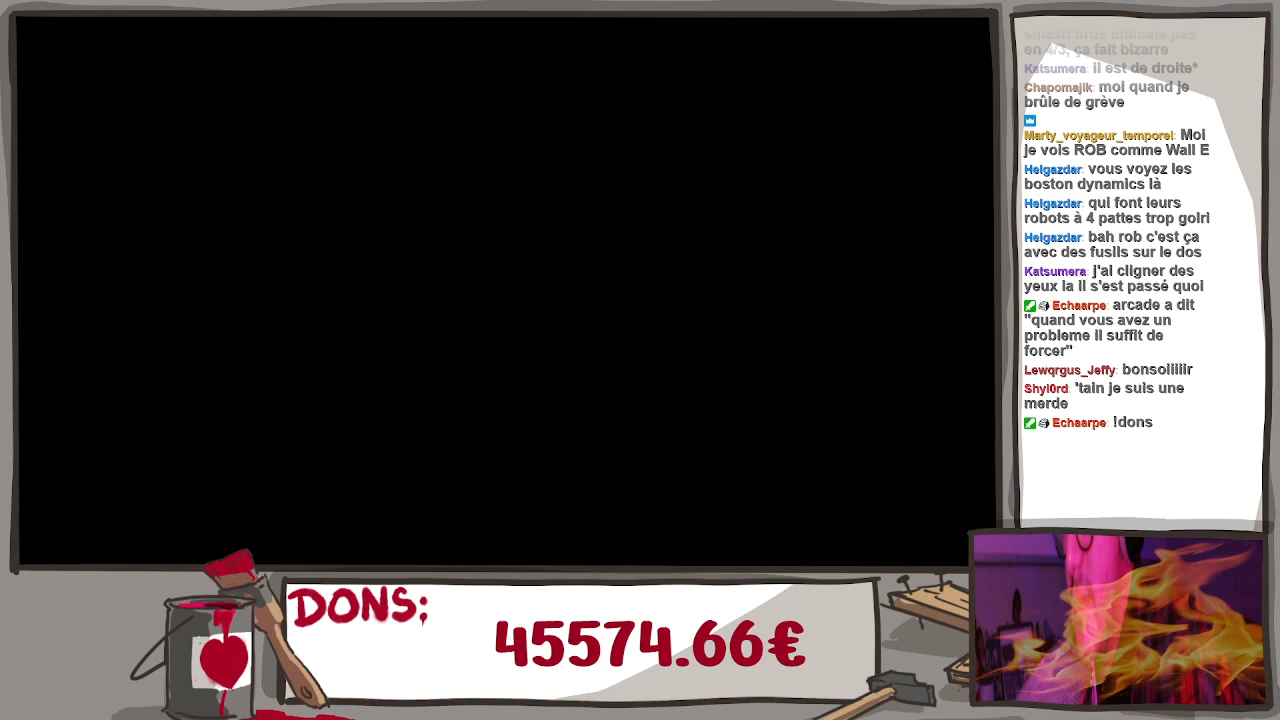 smash bros ultimate pas
en 4/3, ça fait bizarre
Katsumera: il est de droite*
Chapomajik: moi quand je
brûle de grève
Marty_voyageur_temporel: Moi
je vois ROB comme Wall E
Helgazdar: vous voyez les
boston dynamics là
Helgazdar: qui font leurs
robots à 4 pattes trop golri
Helgazdar: bah rob c'est ça
avec des fusils sur le dos
Katsumera: j'ai cligner des
yeux la il s'est passé quoi
Echaarpe: arcade a dit
"quand vous avez un
probleme il suffit de
forcer"
Lewqrgus_Jeffy: bonsoiiiiir
Shyl0rd: 'tain je suis une
merde
Echaarpe: !dons
DONS:
45574.66€